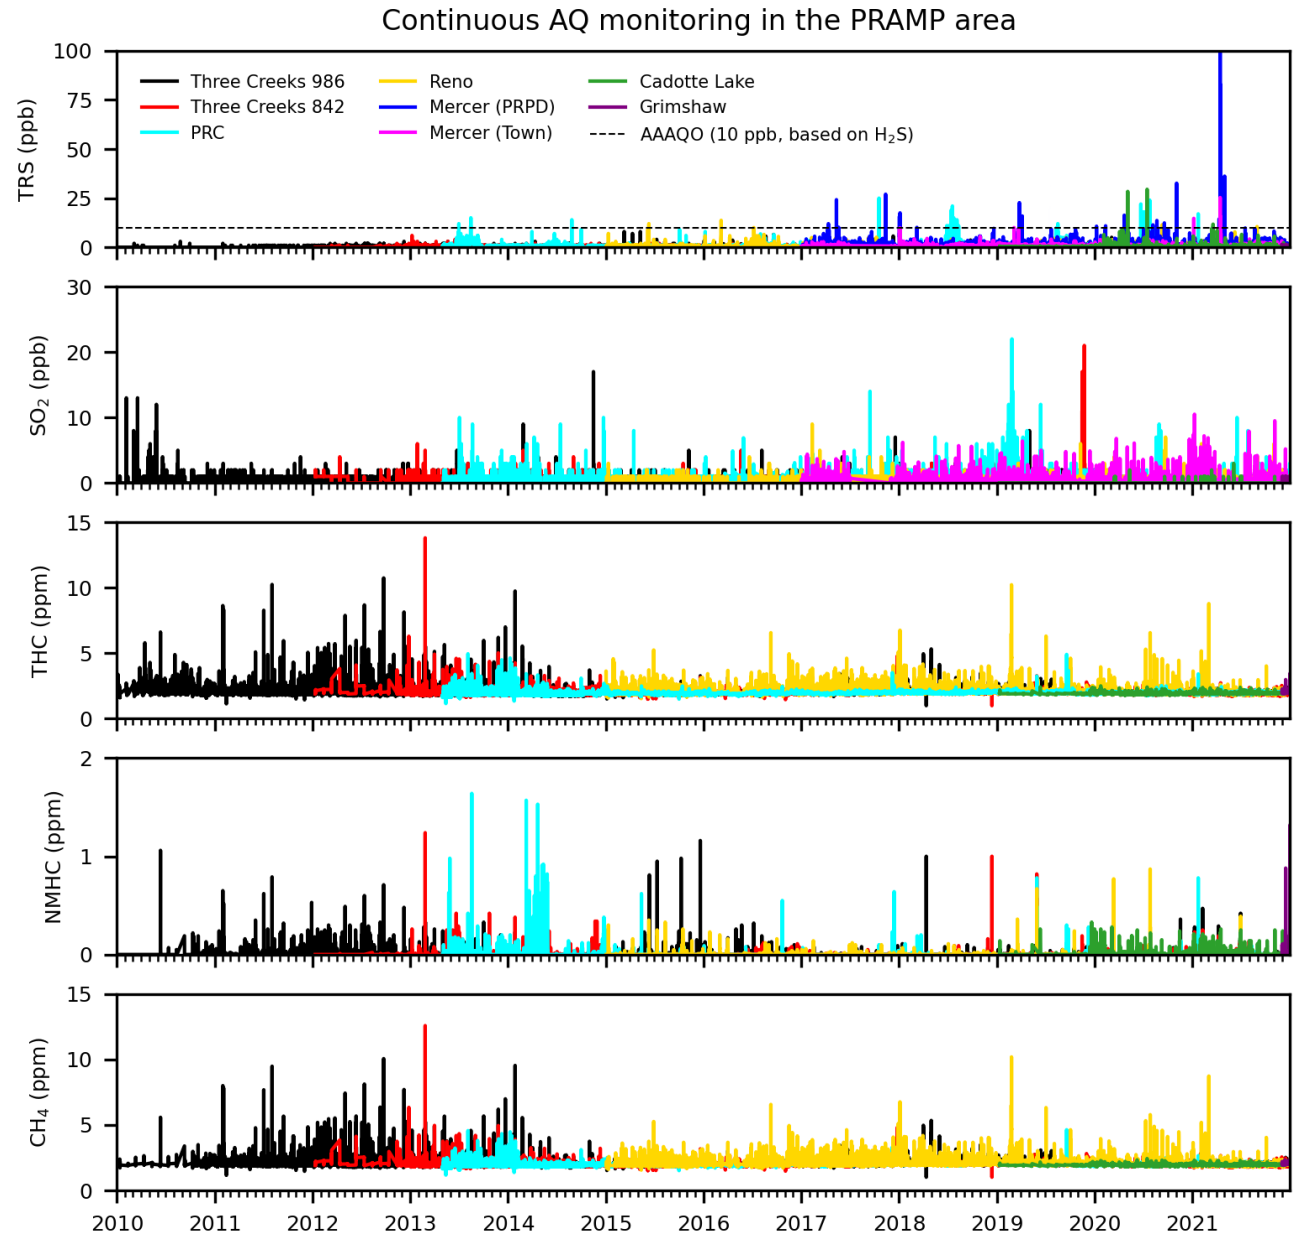 Continuous AQ monitoring in the PRAMP area
TRS (ppb)
100
75
50
25
0
Three Creeks 986
Three Creeks 842
PRC
Reno
Mercer (PRPD)
Mercer (Town)
Cadotte Lake
Grimshaw
AAAQO (10 ppb, based on H₂S)
SO₂ (ppb)
30
20
10
0
THC (ppm)
15
10
5
0
NMHC (ppm)
2
1
0
CH₄ (ppm)
15
10
5
0
2010 2011 2012 2013 2014 2015 2016 2017 2018 2019 2020 2021